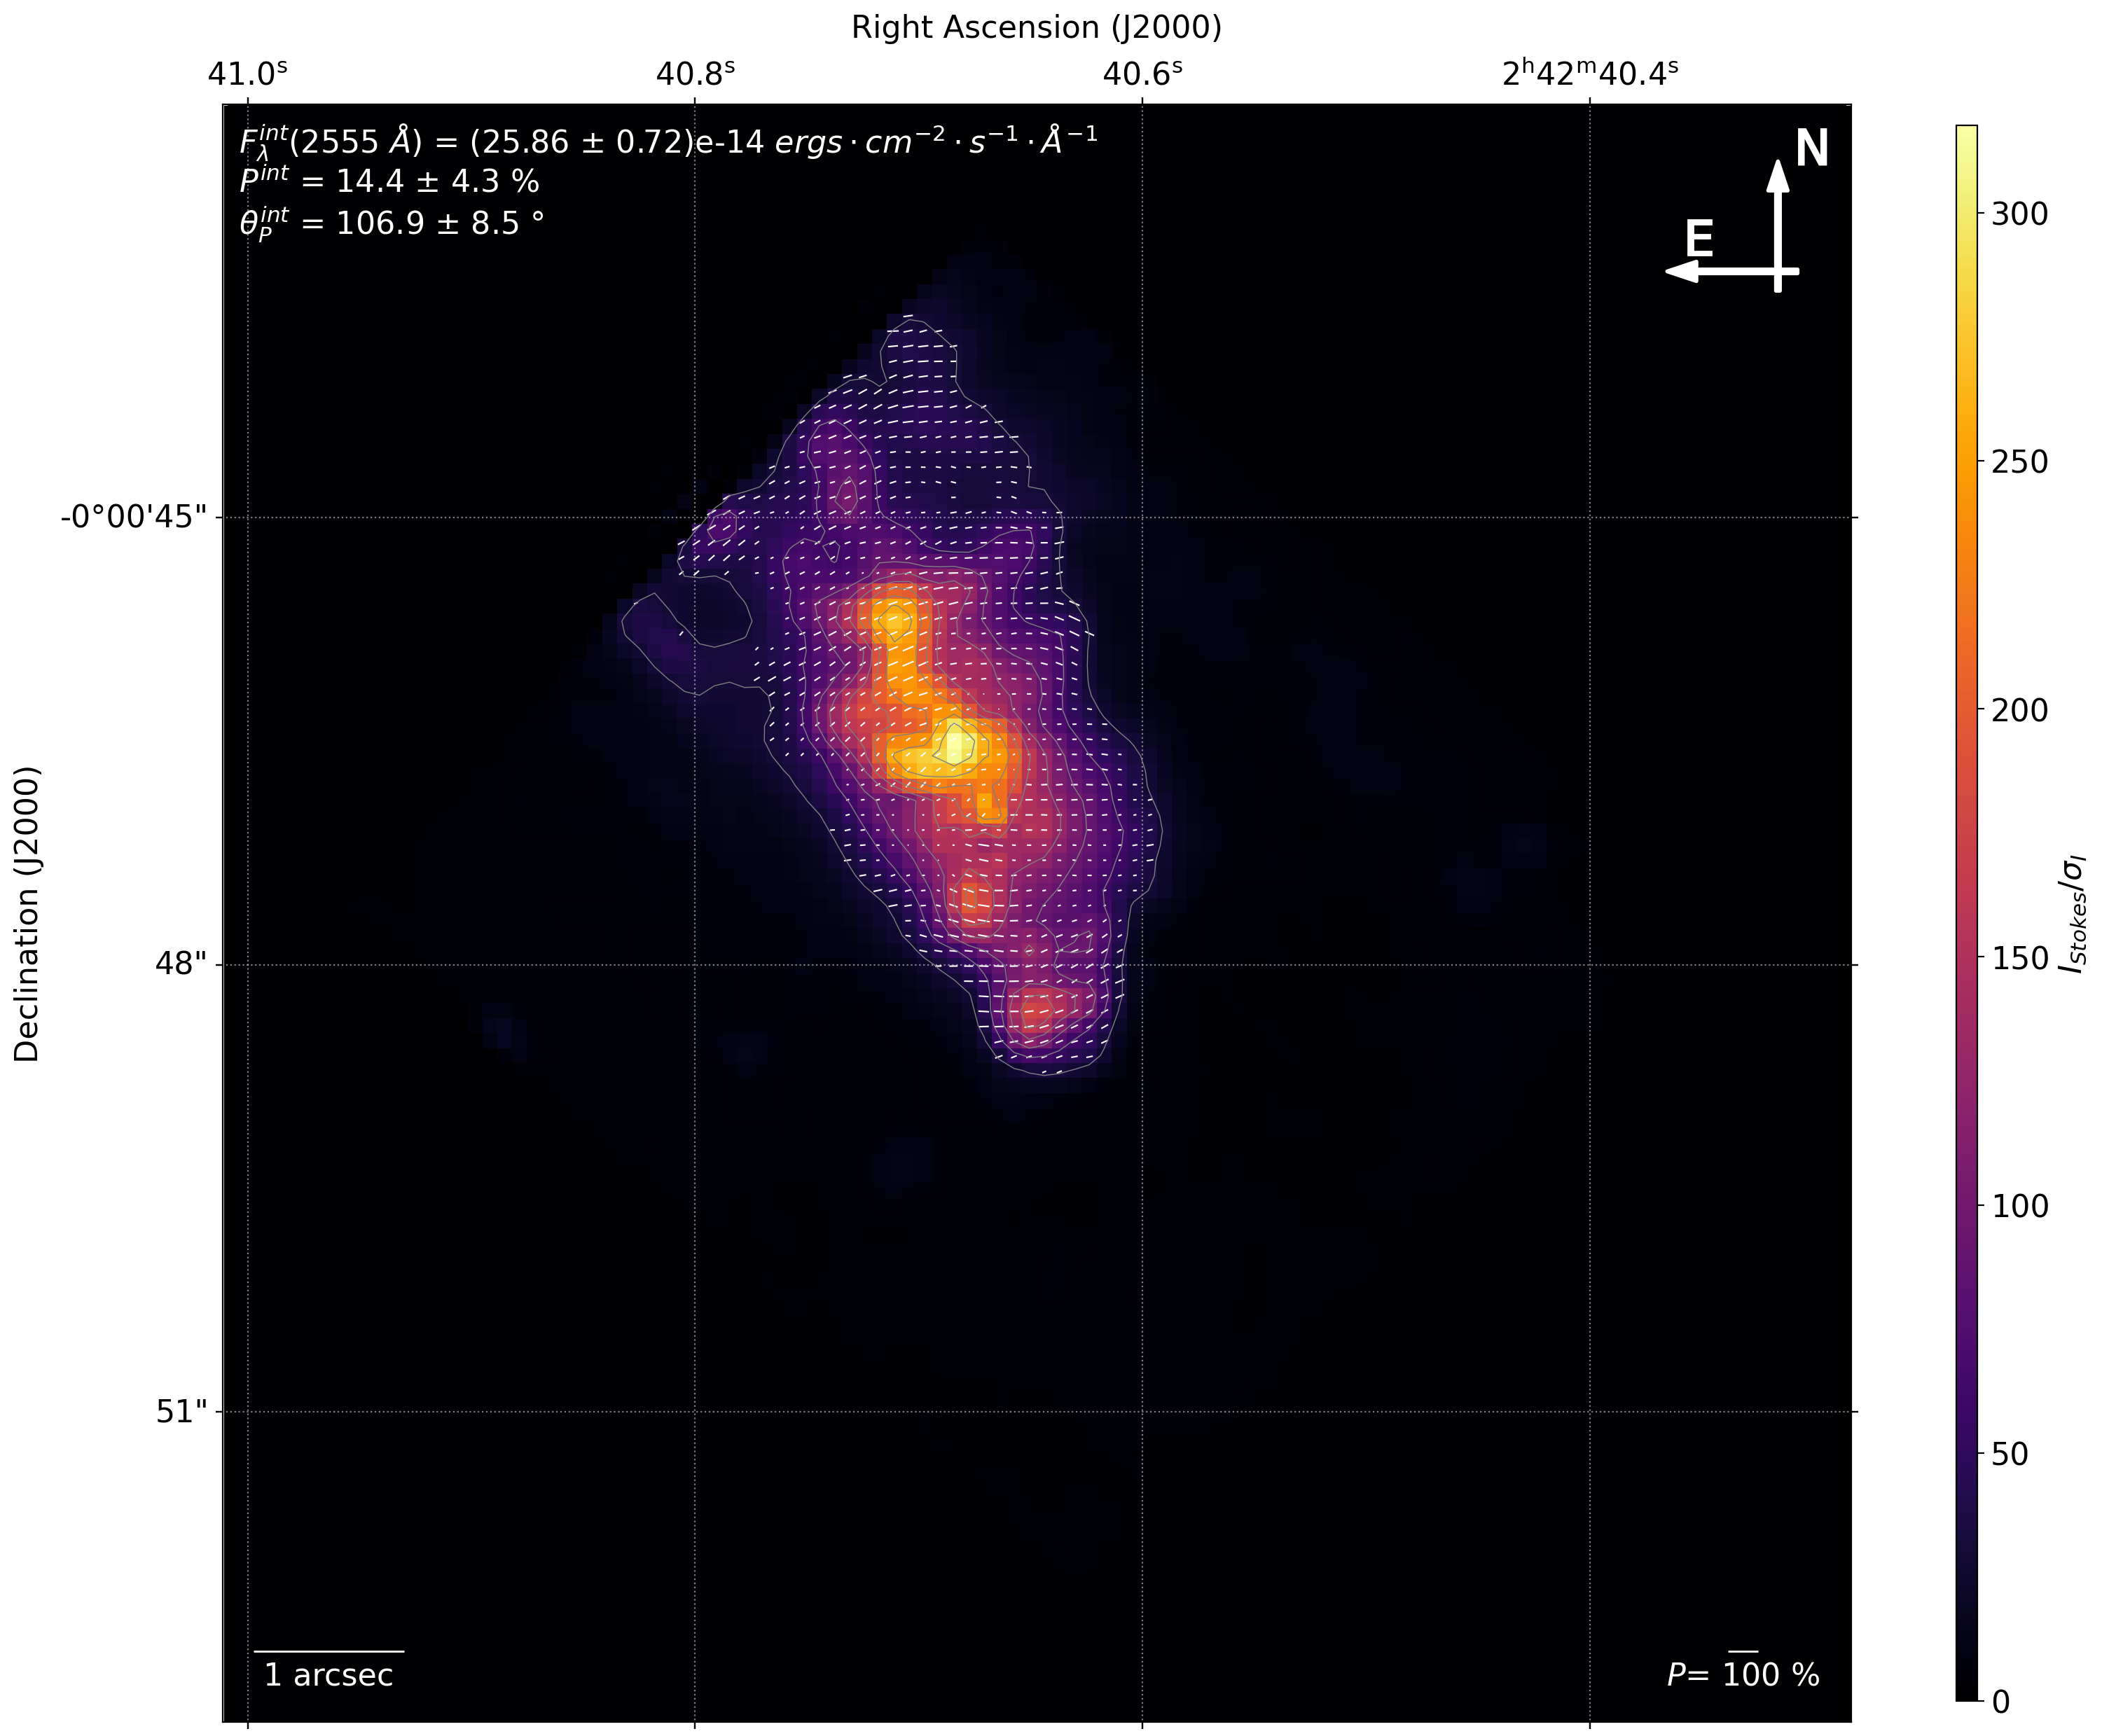 Right Ascension (J2000)
41.0ˢ 40.8ˢ 40.6ˢ 2ʰ42ᵐ40.4ˢ
F_λ^int(2555 Å) = (25.86 ± 0.72)e-14 ergs · cm⁻² · s⁻¹ · Å⁻¹
P^int = 14.4 ± 4.3 %
θ_P^int = 106.9 ± 8.5 °
N
E
-0°00'45"
48"
51"
Declination (J2000)
1 arcsec
P= 100 %
300
250
200
150
100
50
0
I_Stokes/σ_I